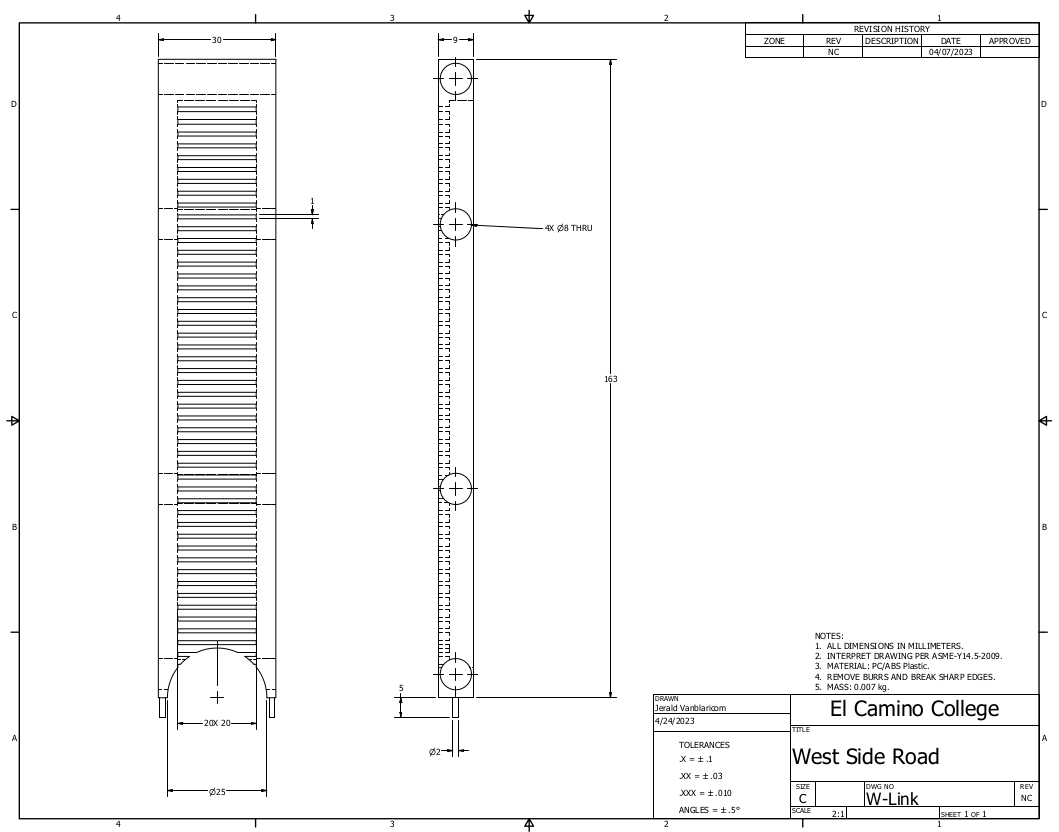 4 3 2 1
REVISION HISTORY
ZONE REV DESCRIPTION DATE APPROVED
NC 04/07/2023
30
9
D D
1
4X Ø8 THRU
C C
163
B B
NOTES:
1. ALL DIMENSIONS IN MILLIMETERS.
2. INTERPRET DRAWING PER ASME-Y14.5-2009.
3. MATERIAL: PC/ABS Plastic.
4. REMOVE BURRS AND BREAK SHARP EDGES.
5. MASS: 0.007 kg.
5
20X 20
Ø2
Ø25
A A
DRAWN
Jerald Vanblaricom
4/24/2023
El Camino College
TITLE
West Side Road
TOLERANCES
.X = ± .1
.XX = ± .03
.XXX = ± .010
ANGLES = ± .5°
SIZE
C
DWG NO
W-Link
REV
NC
SCALE 2:1
SHEET 1 OF 1
4 3 2 1